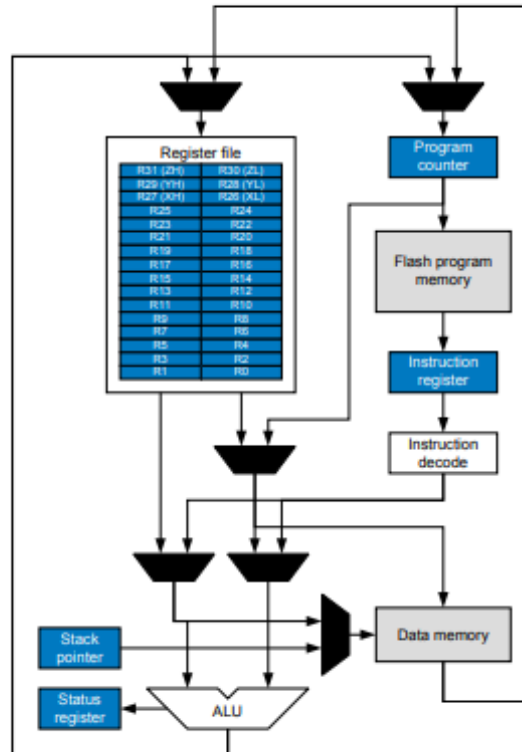 Register file
R31 (ZH) R30 (ZL)
R29 (YH) R28 (YL)
R27 (XH) R26 (XL)
R25 R24
R23 R22
R21 R20
R19 R18
R17 R16
R15 R14
R13 R12
R11 R10
R9 R8
R7 R6
R5 R4
R3 R2
R1 R0
Program
counter
Flash program
memory
Instruction
register
Instruction
decode
Stack
pointer
Data memory
Status
register
ALU